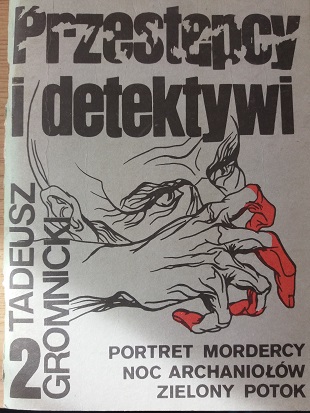 Przestępcy
i detektywi
TADEUSZ
GROMNICKI
2
PORTRET MORDERCY
NOC ARCHANIOŁÓW
ZIELONY POTOK